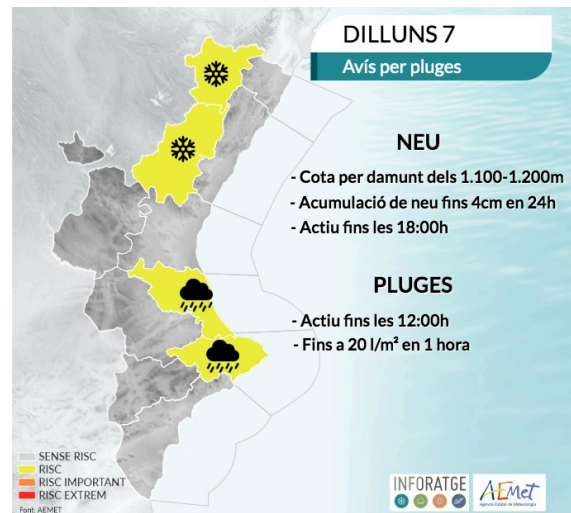 DILLUNS 7
Avís per pluges
NEU
- Cota per damunt dels 1.100-1.200m
- Acumulació de neu fins 4cm en 24h
- Actiu fins les 18:00h
PLUGES
- Actiu fins les 12:00h
- Fins a 20 l/m² en 1 hora
SENSE RISC
RISC
RISC IMPORTANT
RISC EXTREM
Font: AEMET
INFORATGE
AEMet
Agencia Estatal de Meteorología